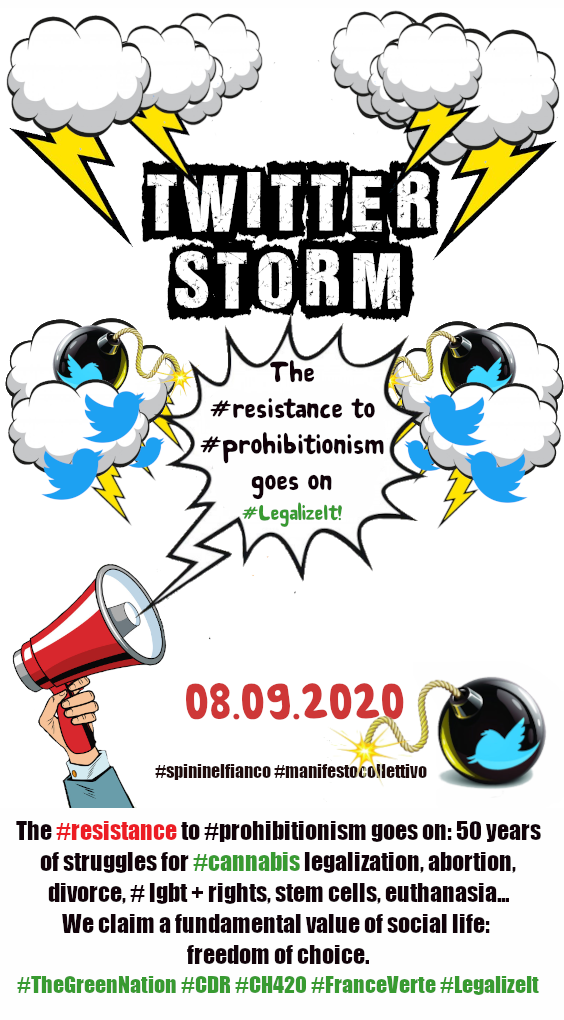 TWITTER
STORM
The
#resistance to
#prohibitionism
goes on
#LegalizeIt!
08.09.2020
#spininelfianco #manifestocollettivo
The #resistance to #prohibitionism goes on: 50 years
of struggles for #cannabis legalization, abortion,
divorce, # lgbt + rights, stem cells, euthanasia...
We claim a fundamental value of social life:
freedom of choice.
#TheGreenNation #CDR #CH420 #FranceVerte #LegalizeIt